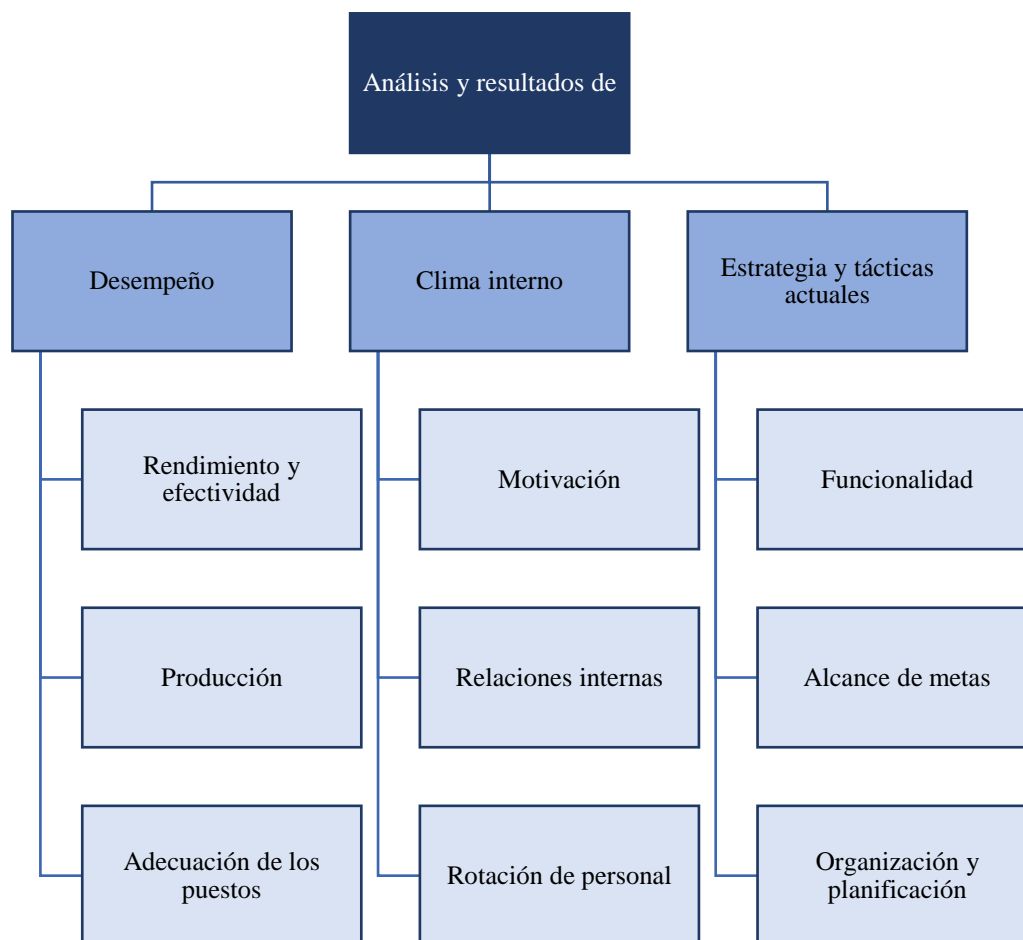 Análisis y resultados de
Desempeño
Clima interno
Estrategia y tácticas
actuales
Rendimiento y
efectividad
Motivación
Funcionalidad
Producción
Relaciones internas
Alcance de metas
Adecuación de los
puestos
Rotación de personal
Organización y
planificación